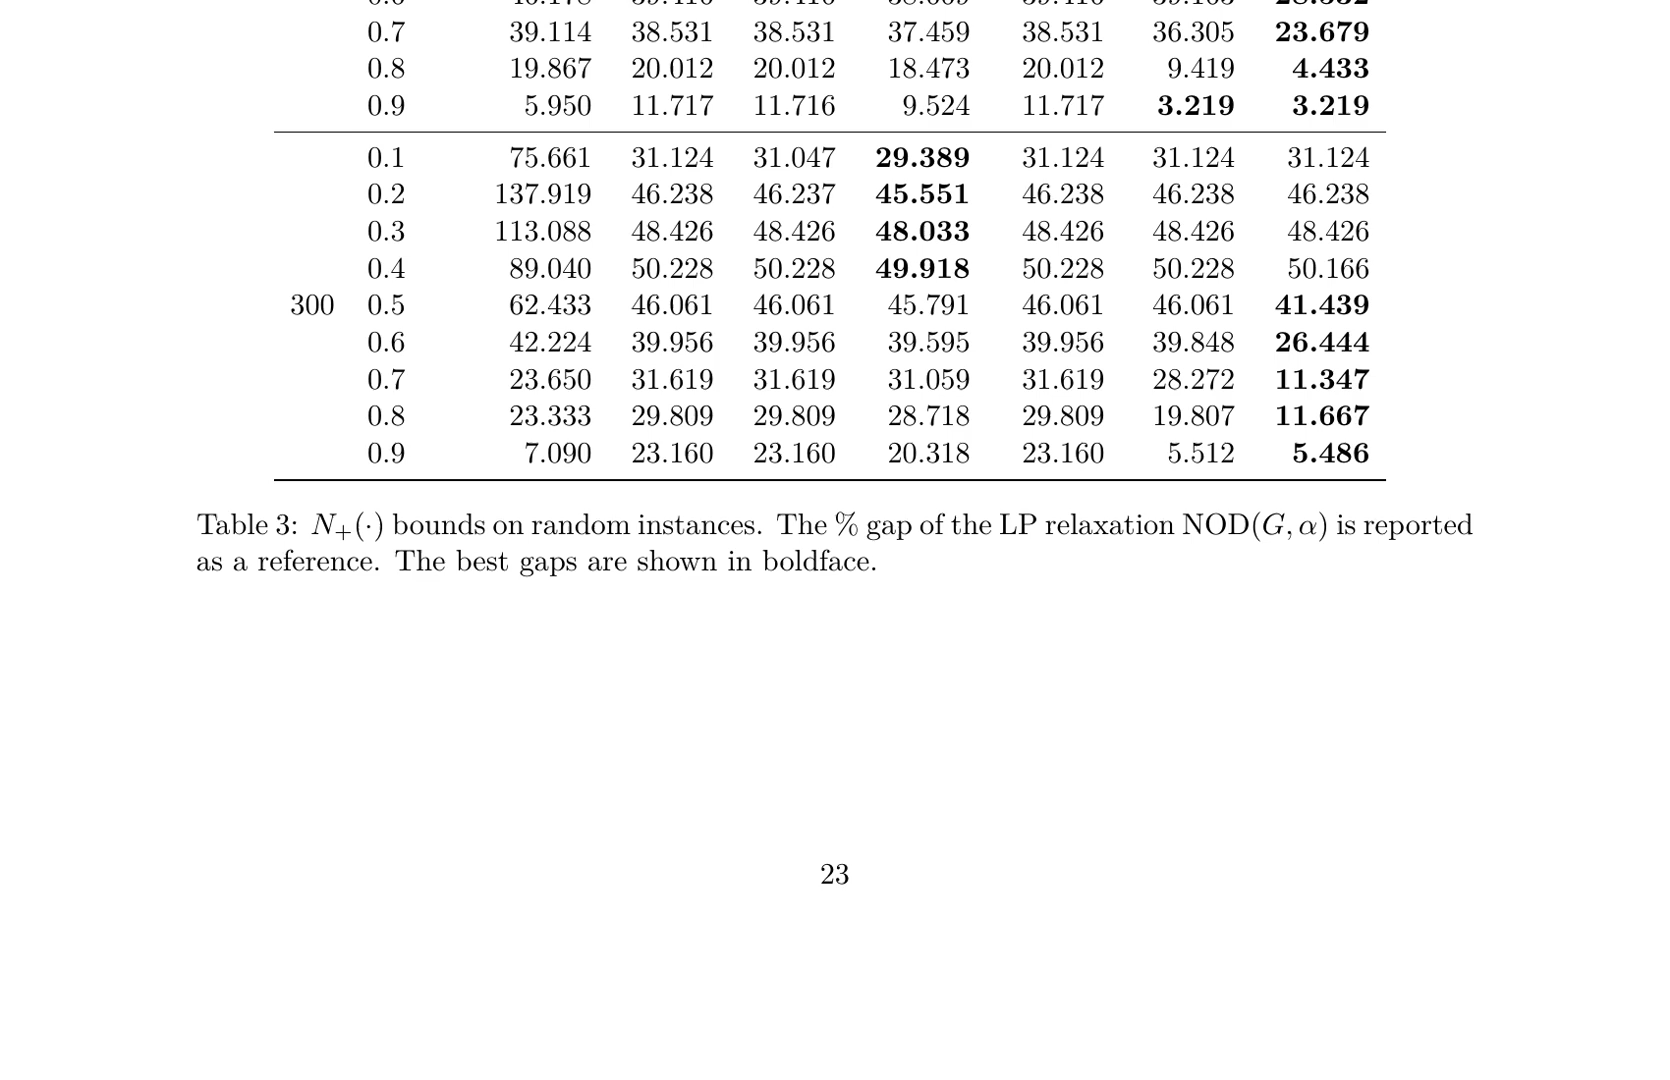 0.7 39.114 38.531 38.531 37.459 38.531 36.305 23.679
0.8 19.867 20.012 20.012 18.473 20.012 9.419 4.433
0.9 5.950 11.717 11.716 9.524 11.717 3.219 3.219
0.1 75.661 31.124 31.047 29.389 31.124 31.124 31.124
0.2 137.919 46.238 46.237 45.551 46.238 46.238 46.238
0.3 113.088 48.426 48.426 48.033 48.426 48.426 48.426
0.4 89.040 50.228 50.228 49.918 50.228 50.228 50.166
300 0.5 62.433 46.061 46.061 45.791 46.061 46.061 41.439
0.6 42.224 39.956 39.956 39.595 39.956 39.848 26.444
0.7 23.650 31.619 31.619 31.059 31.619 28.272 11.347
0.8 23.333 29.809 29.809 28.718 29.809 19.807 11.667
0.9 7.090 23.160 23.160 20.318 23.160 5.512 5.486
Table 3: N₊(·) bounds on random instances. The % gap of the LP relaxation NOD(G, α) is reported
as a reference. The best gaps are shown in boldface.
23